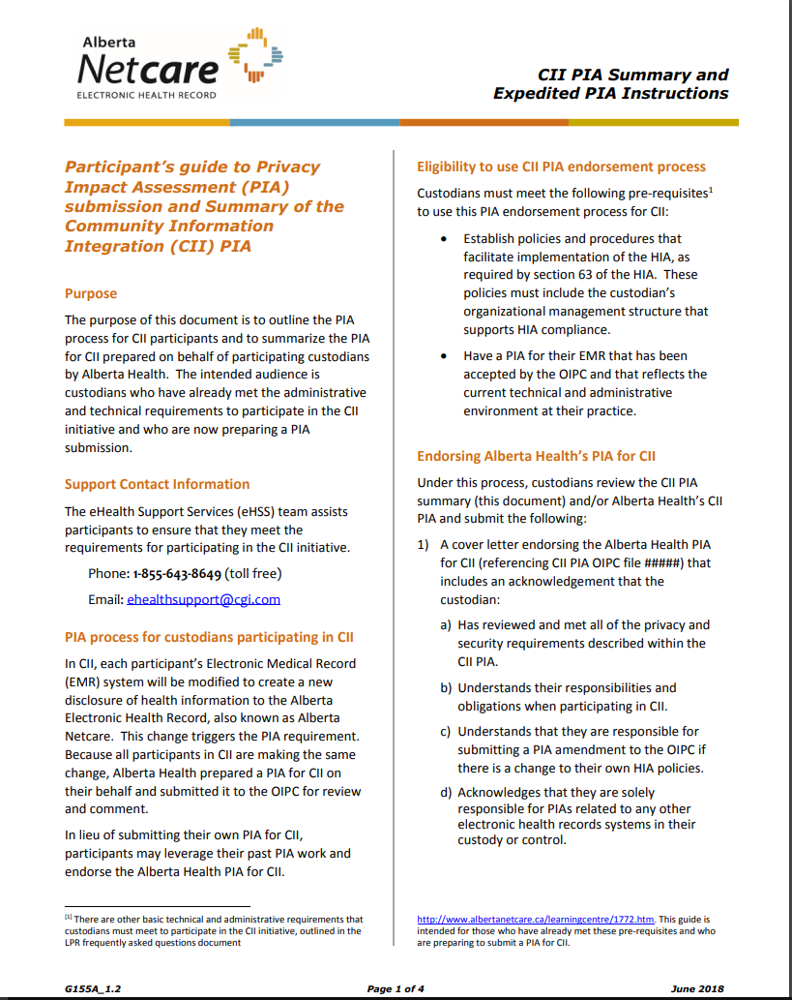 Alberta
Netcare
ELECTRONIC HEALTH RECORD
CII PIA Summary and
Expedited PIA Instructions
Participant's guide to Privacy
Impact Assessment (PIA)
submission and Summary of the
Community Information
Integration (CII) PIA
Purpose
The purpose of this document is to outline the PIA
process for CII participants and to summarize the PIA
for CII prepared on behalf of participating custodians
by Alberta Health. The intended audience is
custodians who have already met the administrative
and technical requirements to participate in the CII
initiative and who are now preparing a PIA
submission.
Support Contact Information
The eHealth Support Services (eHSS) team assists
participants to ensure that they meet the
requirements for participating in the CII initiative.
Phone: 1-855-643-8649 (toll free)
Email: ehealthsupport@cgi.com
PIA process for custodians participating in CII
In CII, each participant's Electronic Medical Record
(EMR) system will be modified to create a new
disclosure of health information to the Alberta
Electronic Health Record, also known as Alberta
Netcare. This change triggers the PIA requirement.
Because all participants in CII are making the same
change, Alberta Health prepared a PIA for CII on
their behalf and submitted it to the OIPC for review
and comment.
In lieu of submitting their own PIA for CII,
participants may leverage their past PIA work and
endorse the Alberta Health PIA for CII.
[1] There are other basic technical and administrative requirements that
custodians must meet to participate in the CII initiative, outlined in the
LPR frequently asked questions document
Eligibility to use CII PIA endorsement process
Custodians must meet the following pre-requisites1
to use this PIA endorsement process for CII:
• Establish policies and procedures that
facilitate implementation of the HIA, as
required by section 63 of the HIA. These
policies must include the custodian's
organizational management structure that
supports HIA compliance.
• Have a PIA for their EMR that has been
accepted by the OIPC and that reflects the
current technical and administrative
environment at their practice.
Endorsing Alberta Health's PIA for CII
Under this process, custodians review the CII PIA
summary (this document) and/or Alberta Health's CII
PIA and submit the following:
1) A cover letter endorsing the Alberta Health PIA
for CII (referencing CII PIA OIPC file #####) that
includes an acknowledgement that the
custodian:
a) Has reviewed and met all of the privacy and
security requirements described within the
CII PIA.
b) Understands their responsibilities and
obligations when participating in CII.
c) Understands that they are responsible for
submitting a PIA amendment to the OIPC if
there is a change to their own HIA policies.
d) Acknowledges that they are solely
responsible for PIAs related to any other
electronic health records systems in their
custody or control.
http://www.albertanetcare.ca/learningcentre/1772.htm. This guide is
intended for those who have already met these pre-requisites and who
are preparing to submit a PIA for CII.
G155A_1.2
Page 1 of 4
June 2018